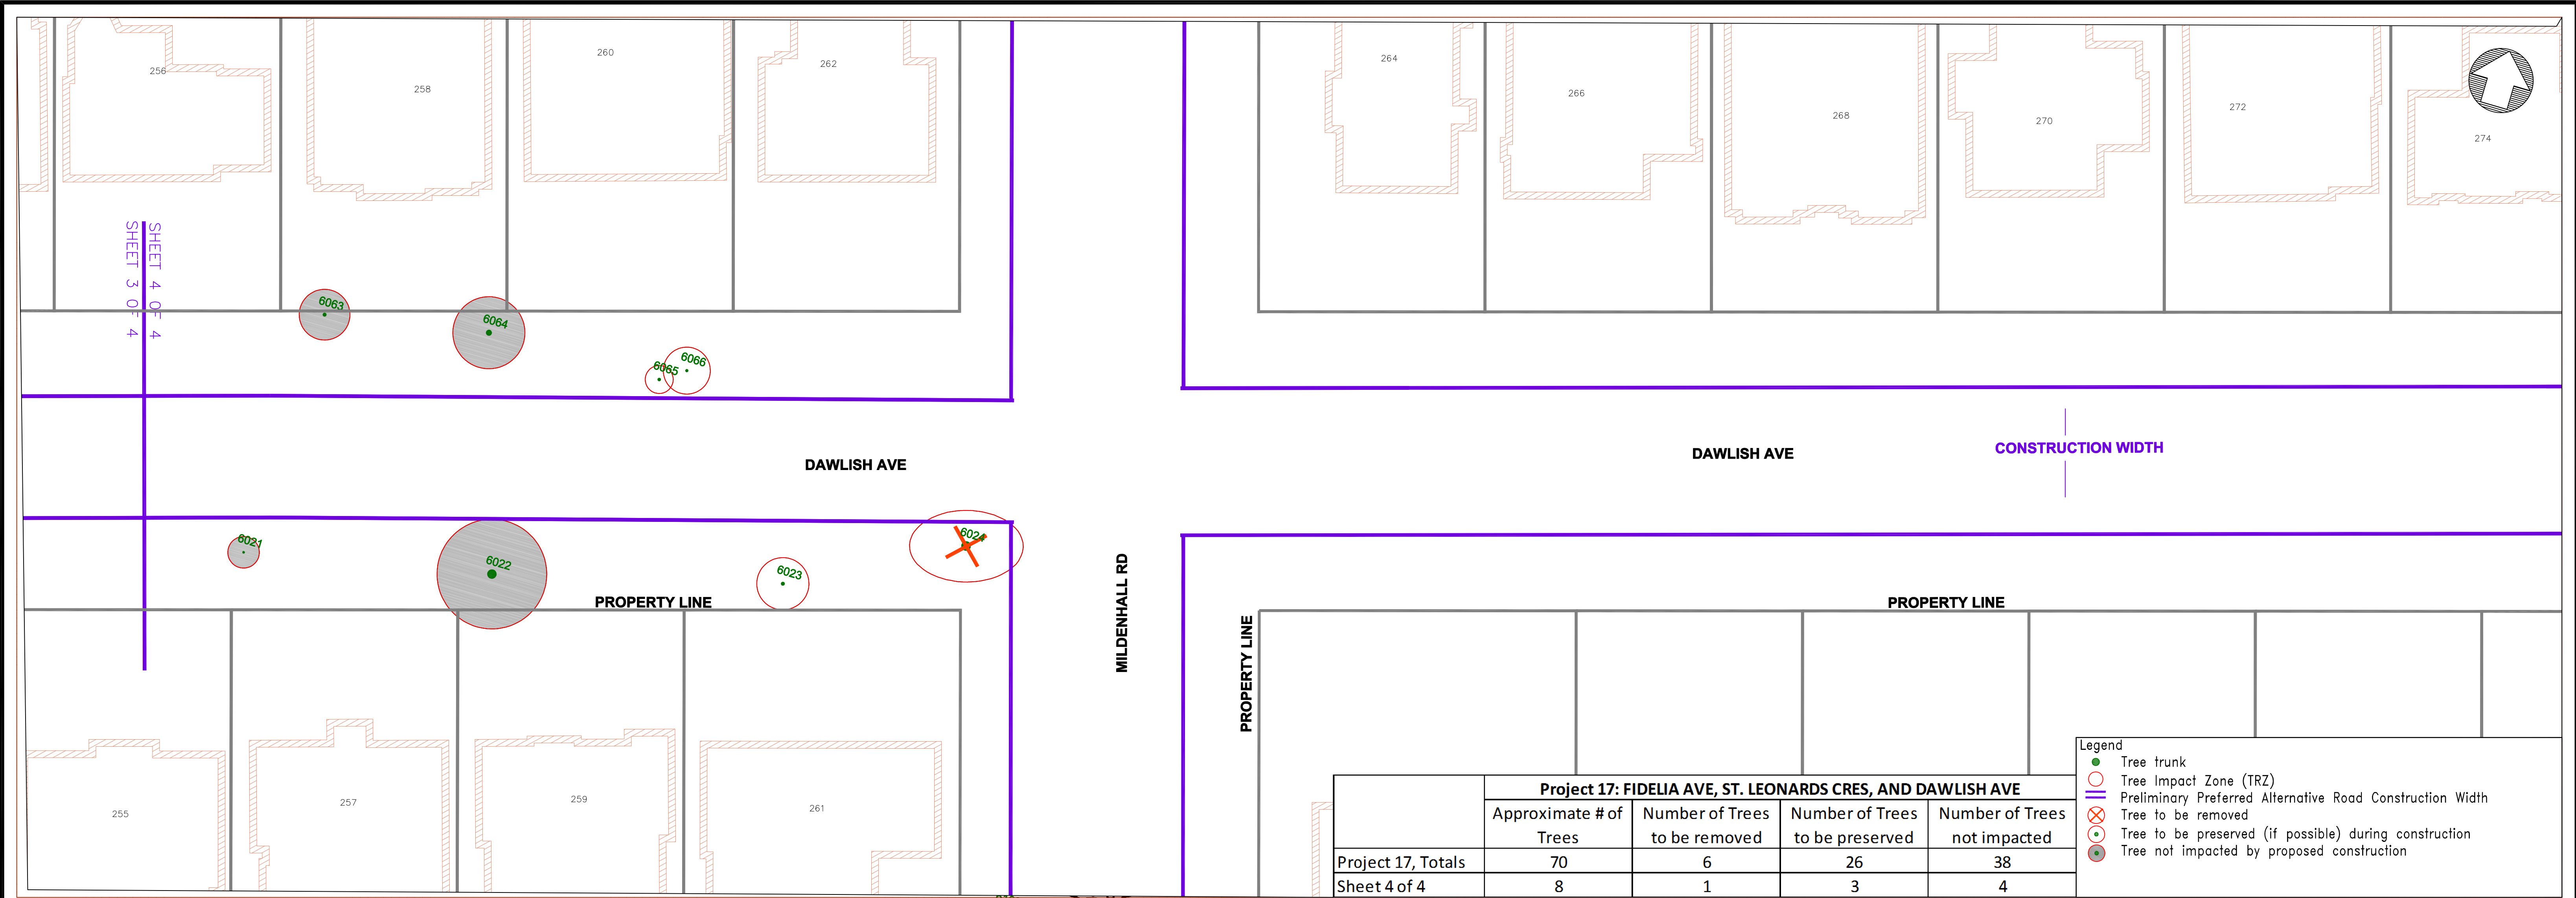 256
258
260
262
264
266
268
270
272
274
SHEET 4 OF 4
SHEET 3 OF 4
6063
6064
6065
6066
DAWLISH AVE
DAWLISH AVE
CONSTRUCTION WIDTH
6021
6022
6023
6024
PROPERTY LINE
MILDENHALL RD
PROPERTY LINE
PROPERTY LINE
255
257
259
261
Project 17: FIDELIA AVE, ST. LEONARDS CRES, AND DAWLISH AVE
Approximate # of Trees
Number of Trees to be removed
Number of Trees to be preserved
Number of Trees not impacted
Project 17, Totals 70 6 26 38
Sheet 4 of 4 8 1 3 4
Legend
Tree trunk
Tree Impact Zone (TRZ)
Preliminary Preferred Alternative Road Construction Width
Tree to be removed
Tree to be preserved (if possible) during construction
Tree not impacted by proposed construction